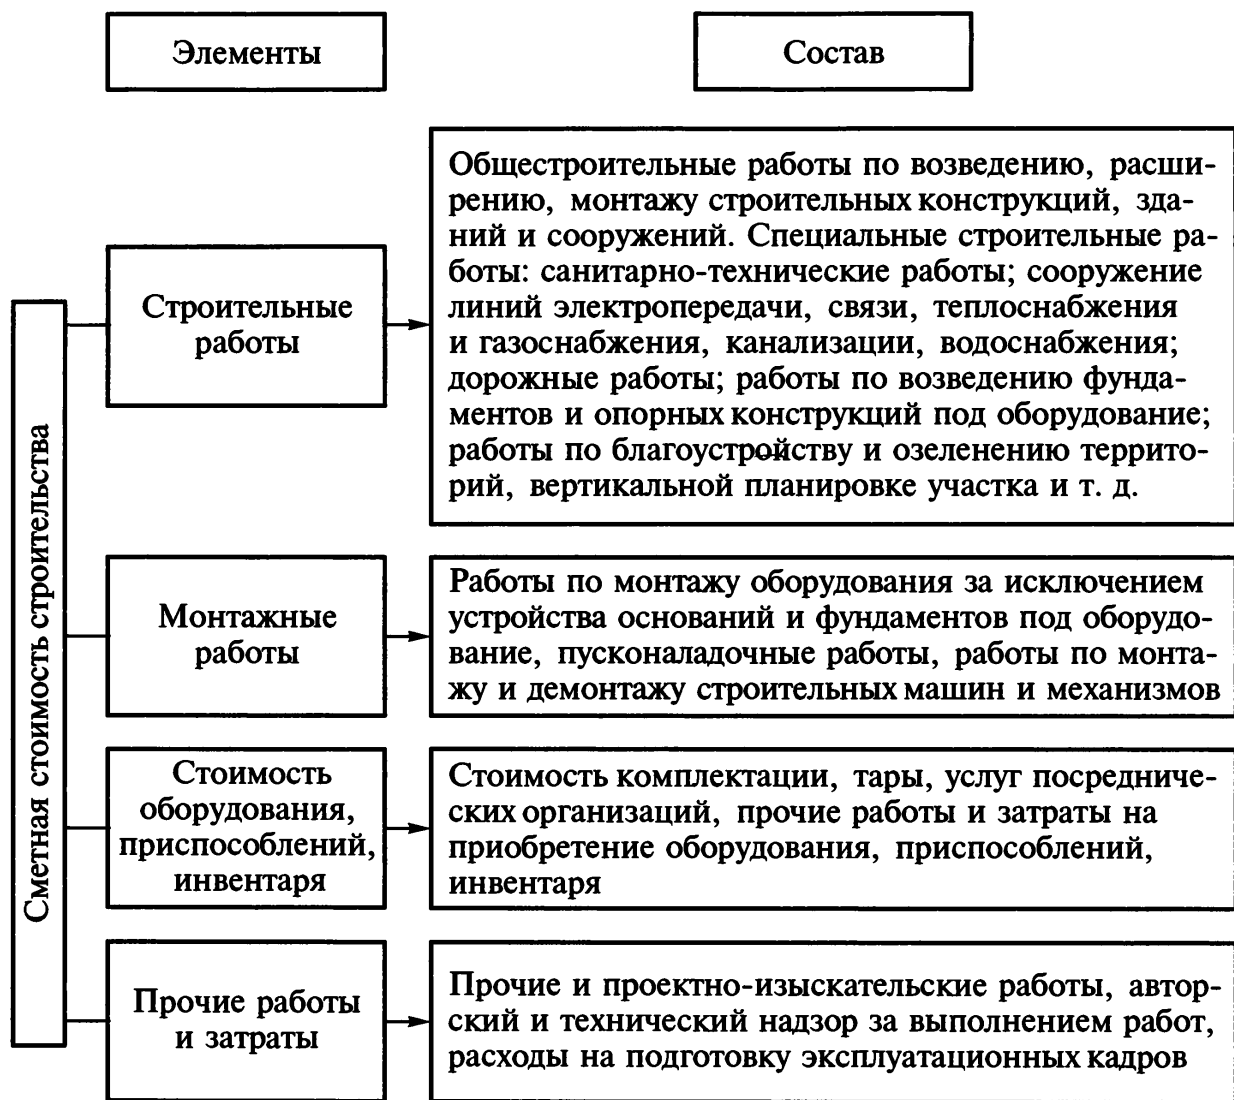 Элементы
Состав
Сметная стоимость строительства
Строительные
работы
Общестроительные работы по возведению, расши-
рению, монтажу строительных конструкций, зда-
ний и сооружений. Специальные строительные ра-
боты: санитарно-технические работы; сооружение
линий электропередачи, связи, теплоснабжения
и газоснабжения, канализации, водоснабжения;
дорожные работы; работы по возведению фунда-
ментов и опорных конструкций под оборудование;
работы по благоустройству и озеленению террито-
рий, вертикальной планировке участка и т. д.
Монтажные
работы
Работы по монтажу оборудования за исключением
устройства оснований и фундаментов под оборудо-
вание, пусконаладочные работы, работы по монта-
жу и демонтажу строительных машин и механизмов
Стоимость
оборудования,
приспособлений,
инвентаря
Стоимость комплектации, тары, услуг посредниче-
ских организаций, прочие работы и затраты на
приобретение оборудования, приспособлений,
инвентаря
Прочие работы
и затраты
Прочие и проектно-изыскательские работы, автор-
ский и технический надзор за выполнением работ,
расходы на подготовку эксплуатационных кадров